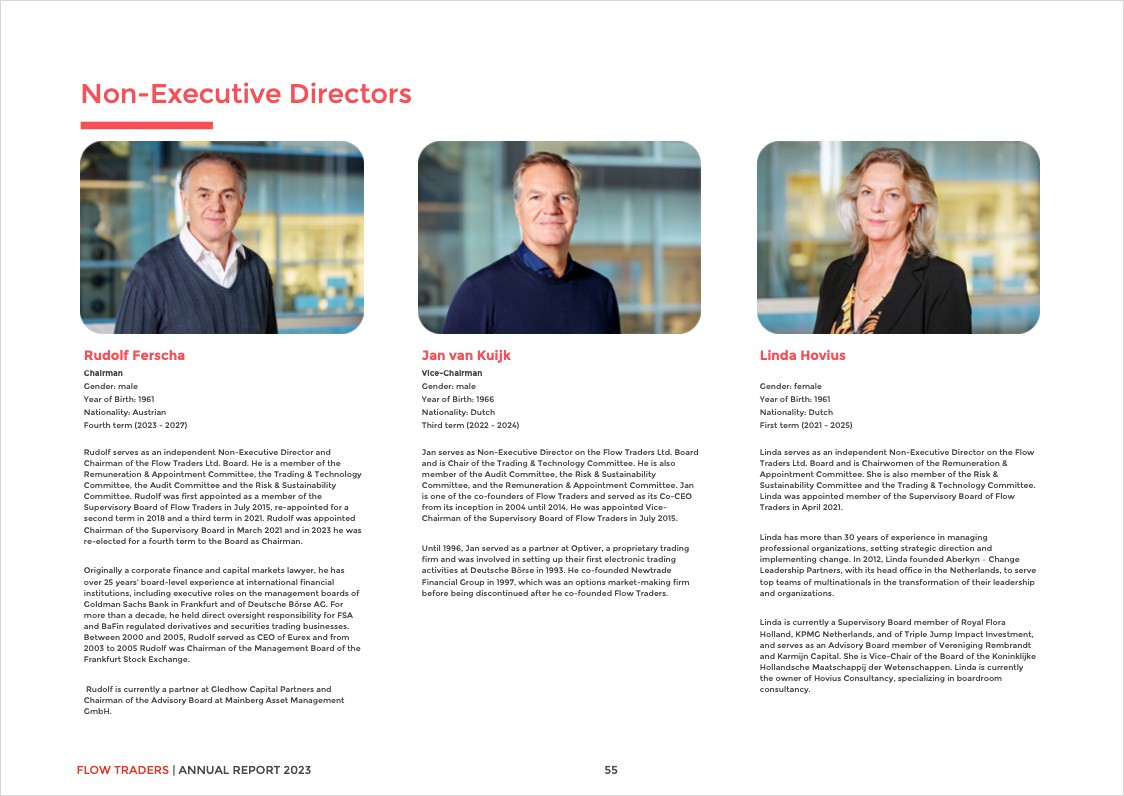 Non-Executive Directors
Rudolf Ferscha
Chairman
Gender: male
Year of Birth: 1961
Nationality: Austrian
Fourth term (2023 - 2027)
Rudolf serves as an independent Non-Executive Director and
Chairman of the Flow Traders Ltd. Board. He is a member of the
Remuneration & Appointment Committee, the Trading & Technology
Committee, the Audit Committee and the Risk & Sustainability
Committee. Rudolf was first appointed as a member of the
Supervisory Board of Flow Traders in July 2015, re-appointed for a
second term in 2018 and a third term in 2021. Rudolf was appointed
Chairman of the Supervisory Board in March 2021 and in 2023 he was
re-elected for a fourth term to the Board as Chairman.
Originally a corporate finance and capital markets lawyer, he has
over 25 years' board-level experience at international financial
institutions, including executive roles on the management boards of
Goldman Sachs Bank in Frankfurt and of Deutsche Börse AG. For
more than a decade, he held direct oversight responsibility for FSA
and BaFin regulated derivatives and securities trading businesses.
Between 2000 and 2005, Rudolf served as CEO of Eurex and from
2003 to 2005 Rudolf was Chairman of the Management Board of the
Frankfurt Stock Exchange.
Rudolf is currently a partner at Gledhow Capital Partners and
Chairman of the Advisory Board at Mainberg Asset Management
GmbH.
Jan van Kuijk
Vice-Chairman
Gender: male
Year of Birth: 1966
Nationality: Dutch
Third term (2022 - 2024)
Jan serves as Non-Executive Director on the Flow Traders Ltd. Board
and is Chair of the Trading & Technology Committee. He is also
member of the Audit Committee, the Risk & Sustainability
Committee, and the Remuneration & Appointment Committee. Jan
is one of the co-founders of Flow Traders and served as its Co-CEO
from its inception in 2004 until 2014. He was appointed Vice-
Chairman of the Supervisory Board of Flow Traders in July 2015.
Until 1996, Jan served as a partner at Optiver, a proprietary trading
firm and was involved in setting up their first electronic trading
activities at Deutsche Börse in 1993. He co-founded Newtrade
Financial Group in 1997, which was an options market-making firm
before being discontinued after he co-founded Flow Traders.
Linda Hovius
Gender: female
Year of Birth: 1961
Nationality: Dutch
First term (2021 - 2025)
Linda serves as an independent Non-Executive Director on the Flow
Traders Ltd. Board and is Chairwomen of the Remuneration &
Appointment Committee. She is also member of the Risk &
Sustainability Committee and the Trading & Technology Committee.
Linda was appointed member of the Supervisory Board of Flow
Traders in April 2021.
Linda has more than 30 years of experience in managing
professional organizations, setting strategic direction and
implementing change. In 2012, Linda founded Aberkyn – Change
Leadership Partners, with its head office in the Netherlands, to serve
top teams of multinationals in the transformation of their leadership
and organizations.
Linda is currently a Supervisory Board member of Royal Flora
Holland, KPMG Netherlands, and of Triple Jump Impact Investment,
and serves as an Advisory Board member of Vereniging Rembrandt
and Karmijn Capital. She is Vice-Chair of the Board of the Koninklijke
Hollandsche Maatschappij der Wetenschappen. Linda is currently
the owner of Hovius Consultancy, specializing in boardroom
consultancy.
FLOW TRADERS | ANNUAL REPORT 2023
55